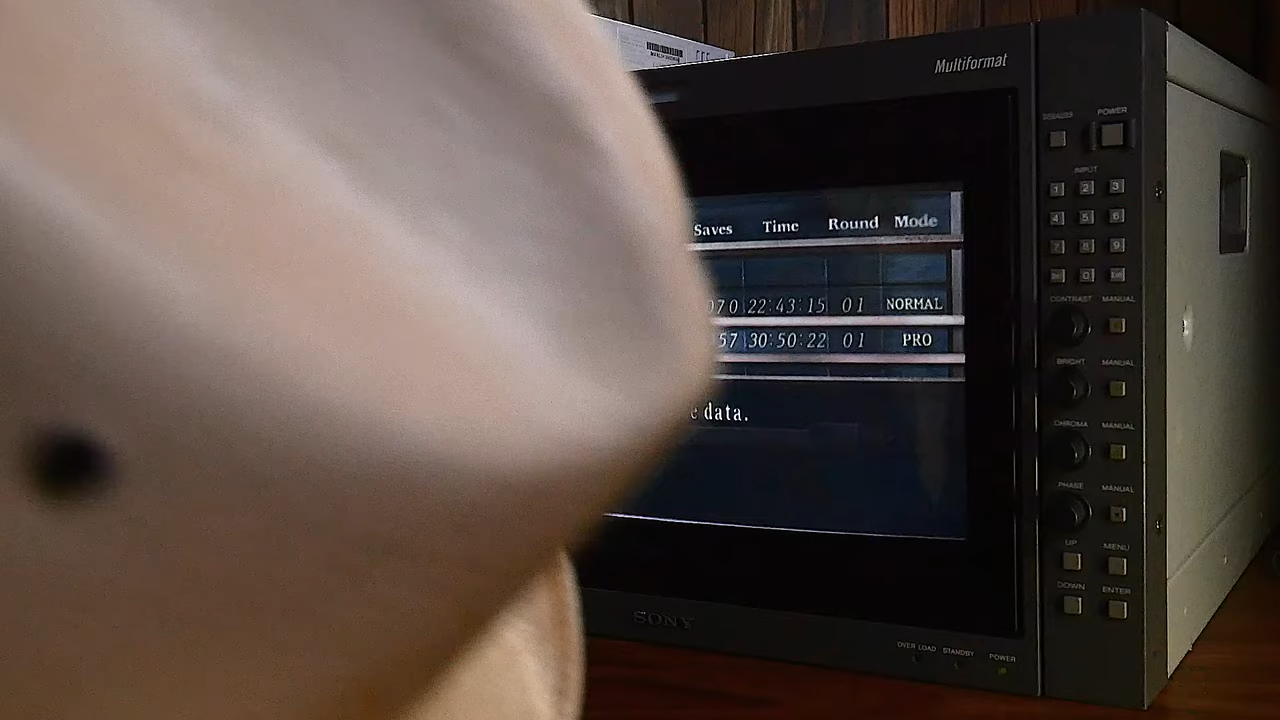 Multiformat
DEGAUSS POWER
INPUT
1 2 3
4 5 6
7 8 9
0
Saves Time Round Mode
070 22:43:15 01 NORMAL
57 30:50:22 01 PRO
e data.
CONTRAST MANUAL
BRIGHT MANUAL
CHROMA MANUAL
PHASE MANUAL
UP MENU
DOWN ENTER
SONY
OVER LOAD STANDBY POWER